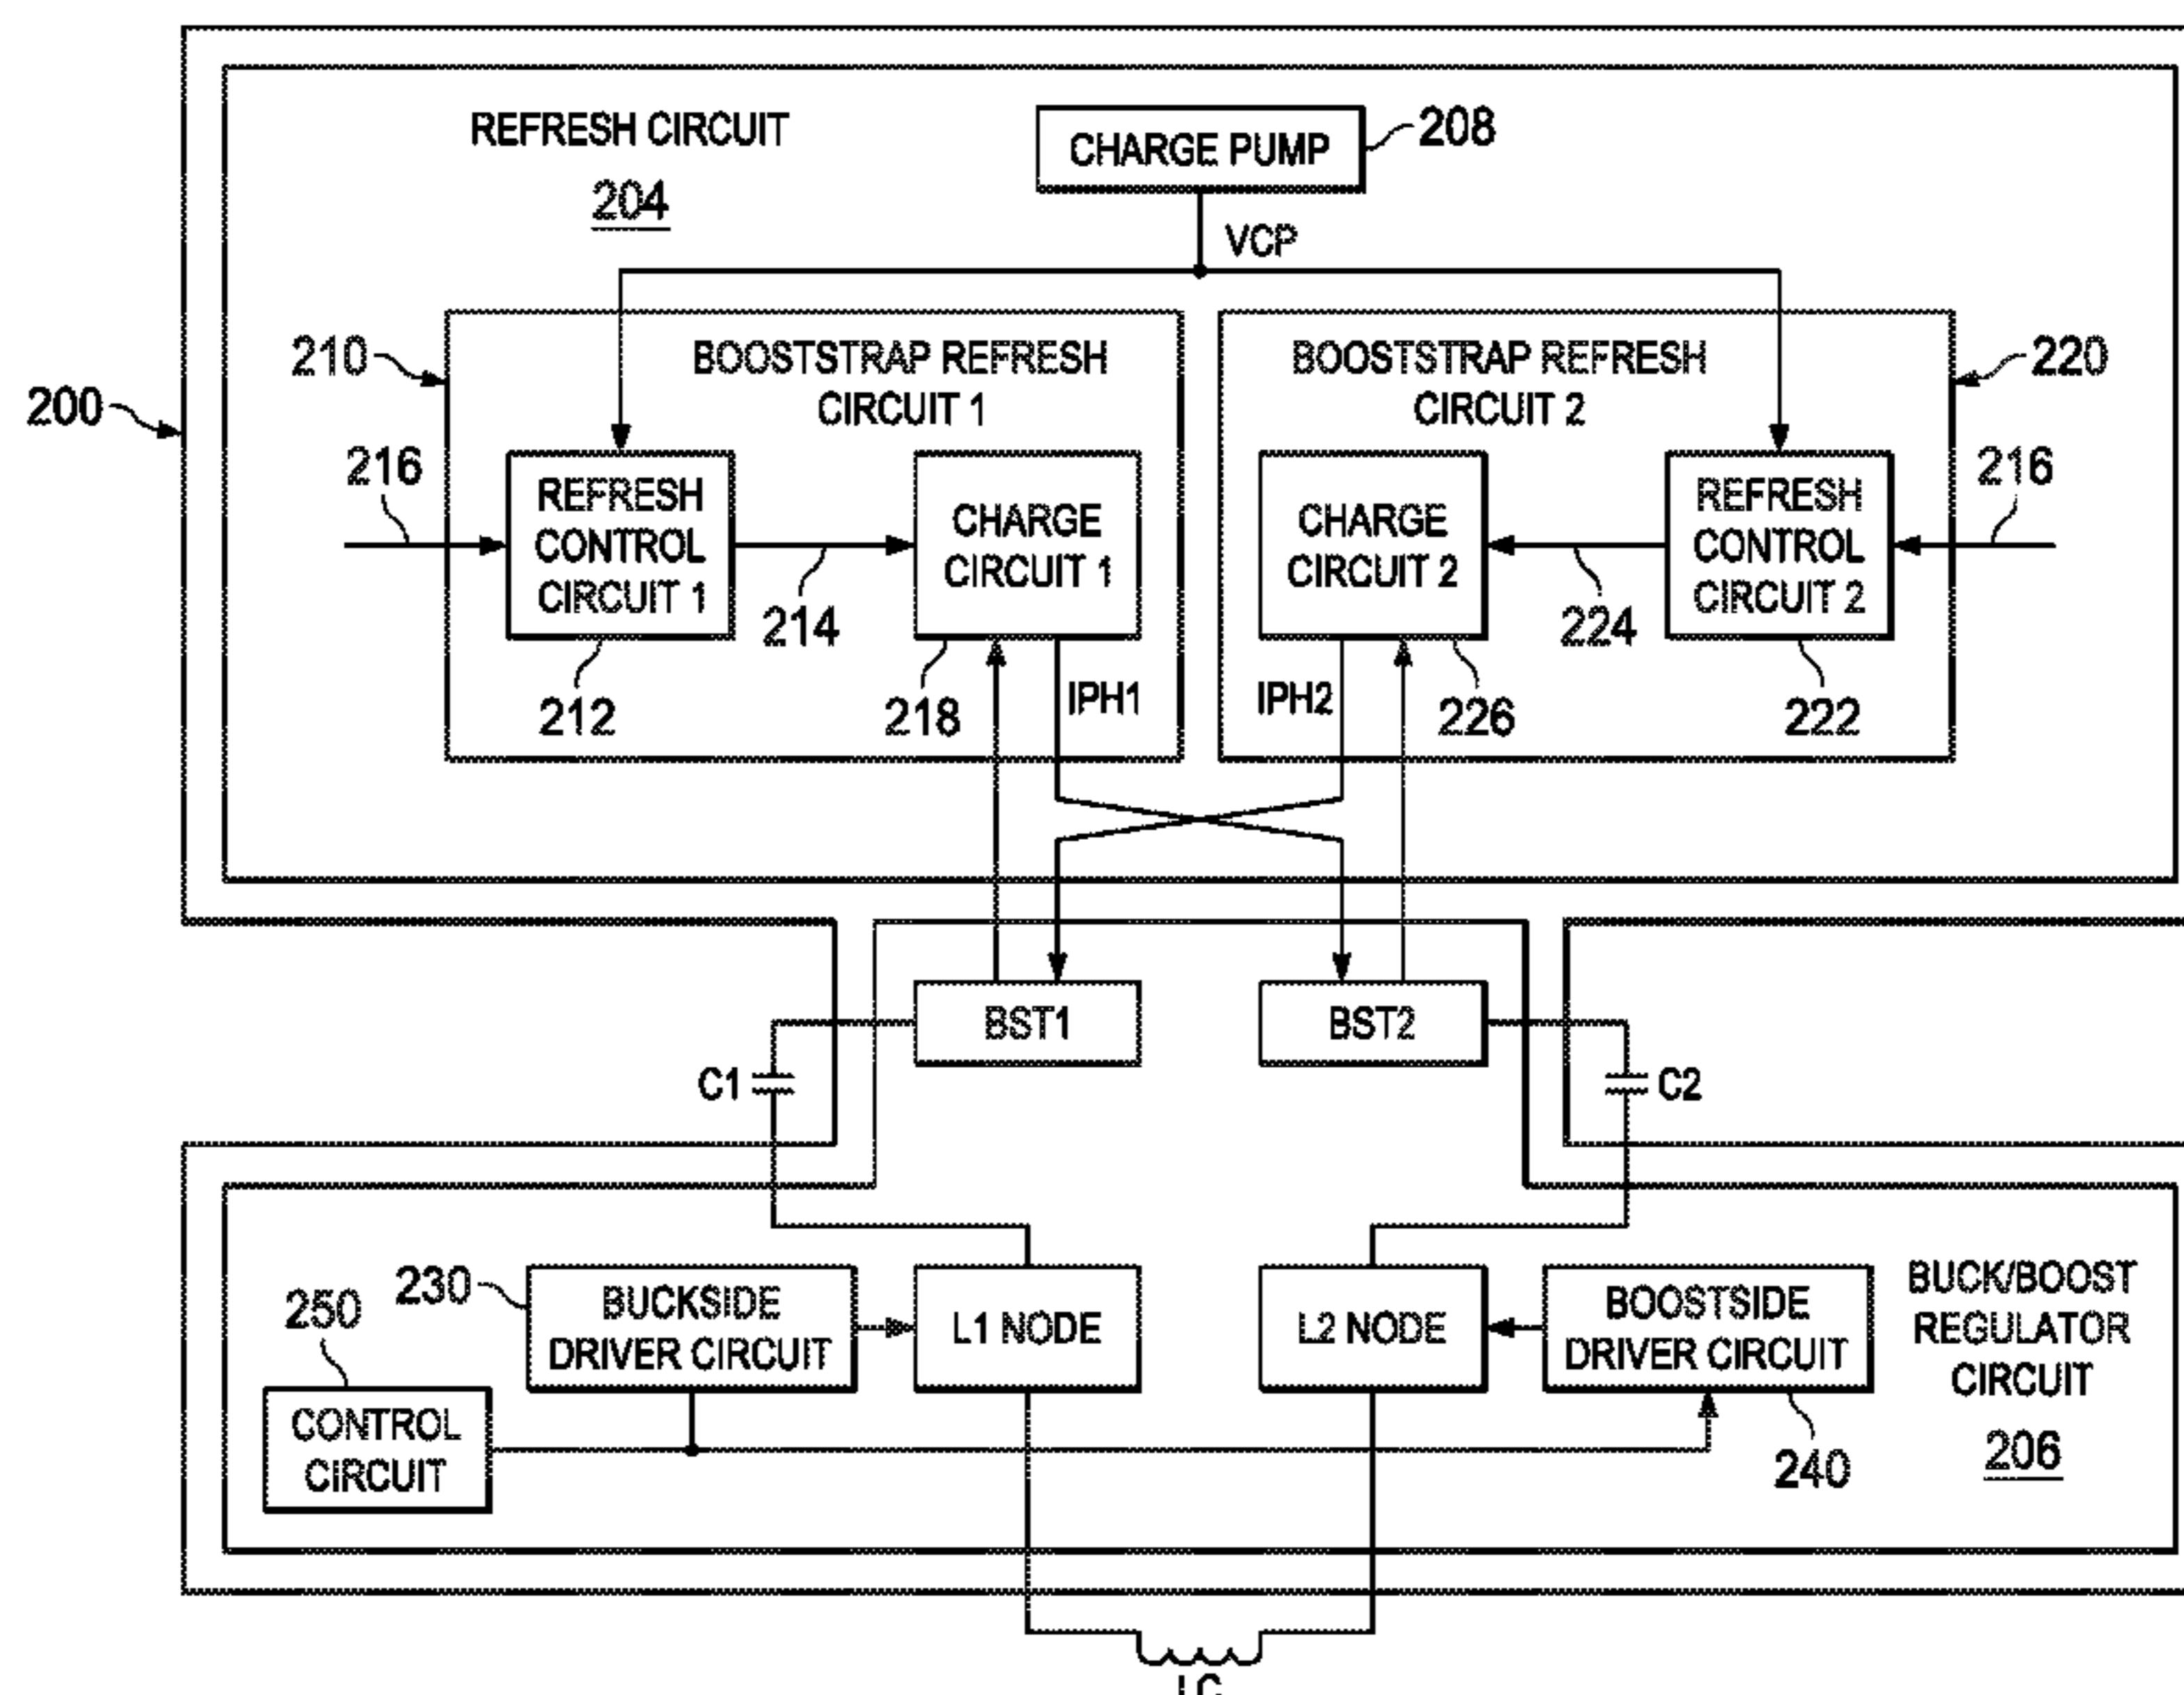 REFRESH CIRCUIT
204
CHARGE PUMP
208
VCP
200
210
BOOSTSTRAP REFRESH
CIRCUIT 1
BOOSTSTRAP REFRESH
CIRCUIT 2
220
216
REFRESH
CONTROL
CIRCUIT 1
CHARGE
CIRCUIT 1
CHARGE
CIRCUIT 2
REFRESH
CONTROL
CIRCUIT 2
216
214
224
212
218
IPH1
IPH2
226
222
BST1
BST2
C1
C2
250
230
BUCKSIDE
DRIVER CIRCUIT
L1 NODE
L2 NODE
BOOSTSIDE
DRIVER CIRCUIT
BUCK/BOOST
REGULATOR
CIRCUIT
206
CONTROL
CIRCUIT
240